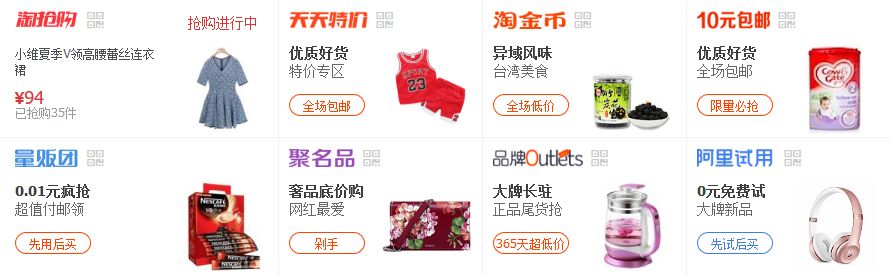 淘抢购 抢购进行中
小维夏季V领高腰蕾丝连衣
裙
¥94
已抢购35件
天天特价
优质好货
特价专区
全场包邮
SPORT
23
淘金币
异域风味
台湾美食
全场低价
10元包邮
优质好货
全场包邮
限量必抢
Cow&
Gate
2
量贩团
0.01元疯抢
超值付邮领
先用后买
NESCAFÉ
聚名品
奢品底价购
网红最爱
剁手
品牌Outlets
大牌长驻
正品尾货抢
365天超低价
阿里试用
0元免费试
大牌新品
先试后买